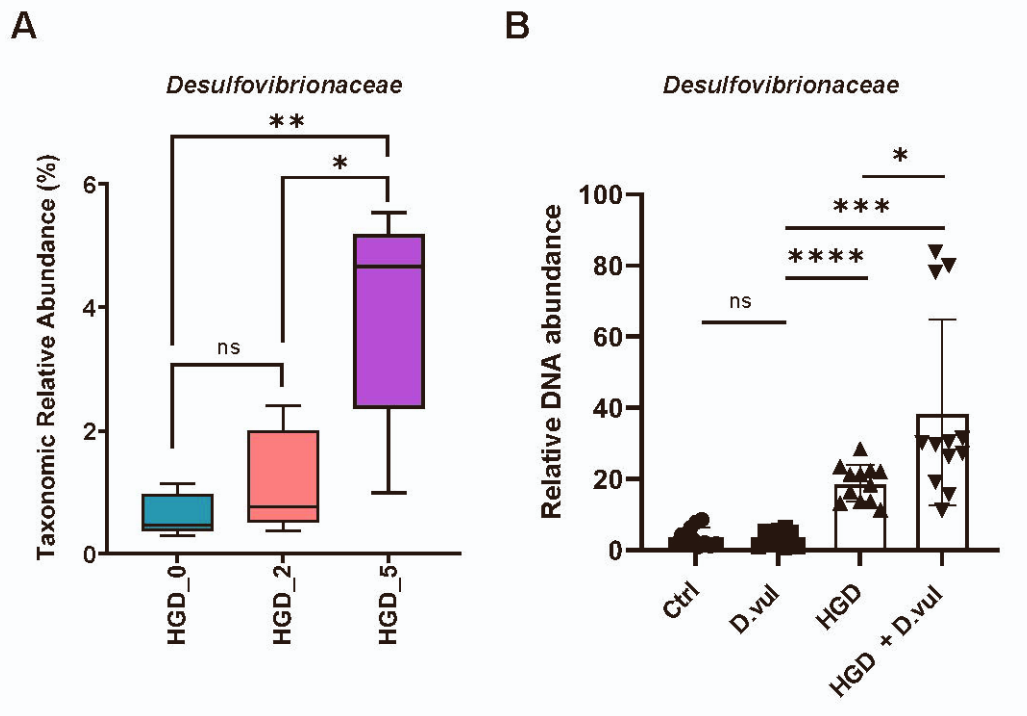 A
Desulfovibrionaceae
**
*
ns
Taxonomic Relative Abundance (%)
6
4
2
0
HGD_0
HGD_2
HGD_5
B
Desulfovibrionaceae
*
***
****
ns
Relative DNA abundance
100
80
60
40
20
0
Ctrl
D.vul
HGD
HGD + D.vul